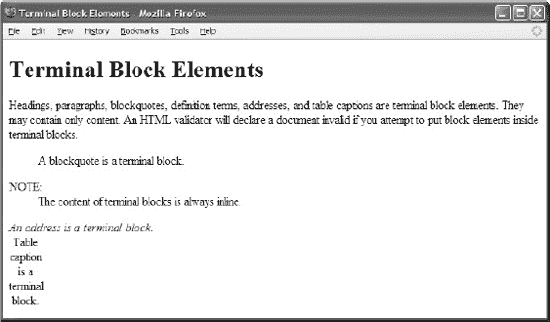 Terminal Block Elements - Mozilla Firefox
File Edit View History Bookmarks Tools Help
Terminal Block Elements
Headings, paragraphs, blockquotes, definition terms, addresses, and table captions are terminal block elements. They
may contain only content. An HTML validator will declare a document invalid if you attempt to put block elements inside
terminal blocks.
A blockquote is a terminal block.
NOTE:
The content of terminal blocks is always inline.
An address is a terminal block.
Table
caption
is a
terminal
block.